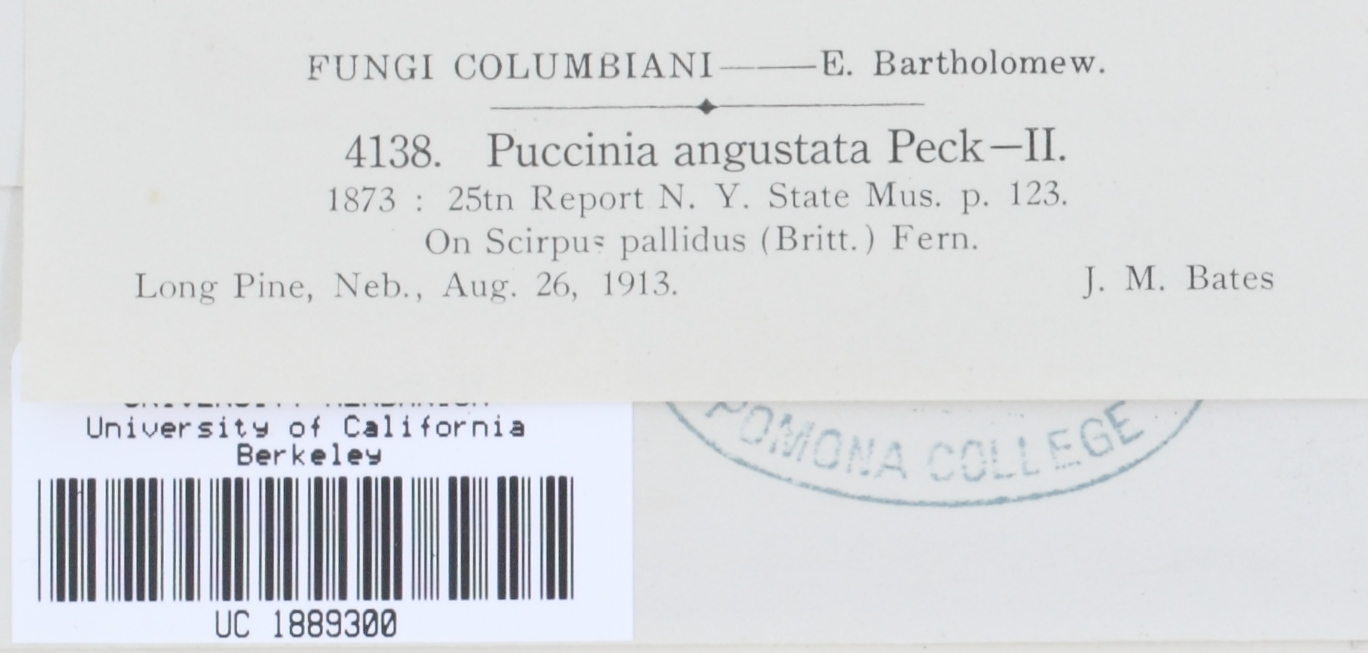 FUNGI COLUMBIANI——E. Bartholomew.
4138. Puccinia angustata Peck—II.
1873 : 25tn Report N. Y. State Mus. p. 123.
On Scirpus pallidus (Britt.) Fern.
Long Pine, Neb., Aug. 26, 1913. J. M. Bates
University of California
Berkeley
UC 1889300
POMONA COLLEGE